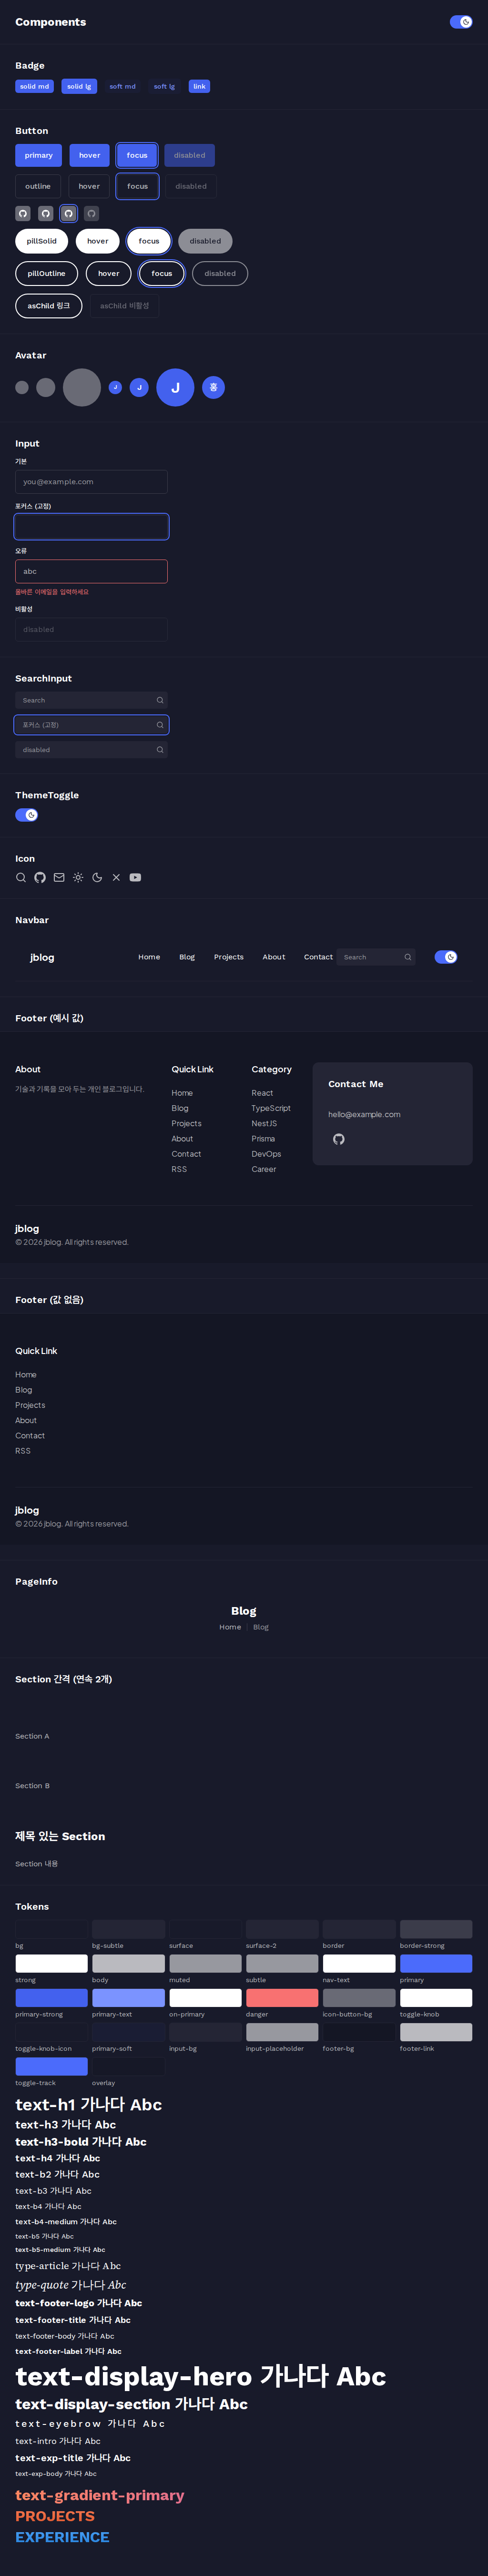 Components
Badge
solid md solid lg soft md soft lg link
Button
primary hover focus disabled
outline hover focus disabled
pillSolid hover focus disabled
pillOutline hover focus disabled
asChild 링크 asChild 비활성
Avatar
J J J 홍
Input
기본
you@example.com
포커스 (고정)
오류
abc
올바른 이메일을 입력하세요
비활성
disabled
SearchInput
Search
포커스 (고정)
disabled
ThemeToggle
Icon
Navbar
jblog Home Blog Projects About Contact Search
Footer (예시 값)
About
기술과 기록을 모아 두는 개인 블로그입니다.
Quick Link
Home
Blog
Projects
About
Contact
RSS
Category
React
TypeScript
NestJS
Prisma
DevOps
Career
Contact Me
hello@example.com
jblog
© 2026 jblog. All rights reserved.
Footer (값 없음)
Quick Link
Home
Blog
Projects
About
Contact
RSS
jblog
© 2026 jblog. All rights reserved.
PageInfo
Blog
Home Blog
Section 간격 (연속 2개)
Section A
Section B
제목 있는 Section
Section 내용
Tokens
bg bg-subtle surface surface-2 border border-strong
strong body muted subtle nav-text primary
primary-strong primary-text on-primary danger icon-button-bg toggle-knob
toggle-knob-icon primary-soft input-bg input-placeholder footer-bg footer-link
toggle-track overlay
text-h1 가나다 Abc
text-h3 가나다 Abc
text-h3-bold 가나다 Abc
text-h4 가나다 Abc
text-b2 가나다 Abc
text-b3 가나다 Abc
text-b4 가나다 Abc
text-b4-medium 가나다 Abc
text-b5 가나다 Abc
text-b5-medium 가나다 Abc
type-article 가나다 Abc
type-quote 가나다 Abc
text-footer-logo 가나다 Abc
text-footer-title 가나다 Abc
text-footer-body 가나다 Abc
text-footer-label 가나다 Abc
text-display-hero 가나다 Abc
text-display-section 가나다 Abc
text-eyebrow 가나다 Abc
text-intro 가나다 Abc
text-exp-title 가나다 Abc
text-exp-body 가나다 Abc
text-gradient-primary
PROJECTS
EXPERIENCE